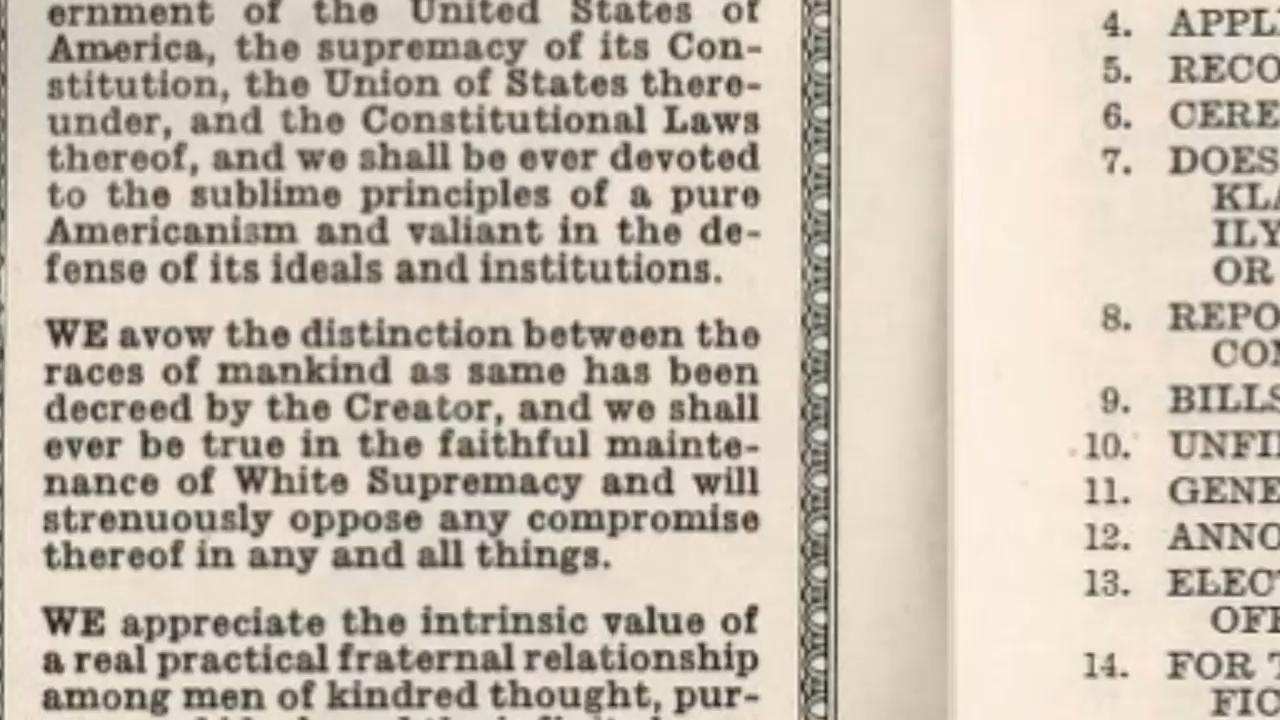 ernment of the United States of
America, the supremacy of its Con-
stitution, the Union of States there-
under, and the Constitutional Laws
thereof, and we shall be ever devoted
to the sublime principles of a pure
Americanism and valiant in the de-
fense of its ideals and institutions.
WE avow the distinction between the
races of mankind as same has been
decreed by the Creator, and we shall
ever be true in the faithful mainte-
nance of White Supremacy and will
strenuously oppose any compromise
thereof in any and all things.
WE appreciate the intrinsic value of
a real practical fraternal relationship
among men of kindred thought, pur-
4. APPL
5. RECO
6. CERE
7. DOES
KLA
ILY
OR
8. REPO
CO
9. BILLS
10. UNFI
11. GENE
12. ANNO
13. ELECT
OFF
14. FOR T
FIC